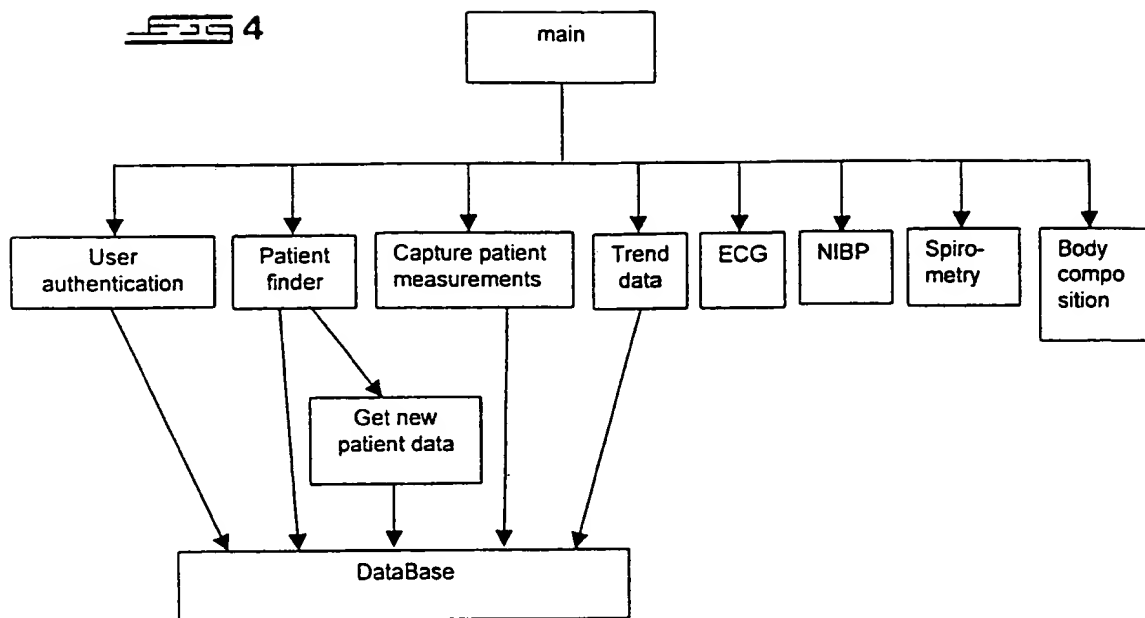 Fig 4
main
User
authentication
Patient
finder
Capture patient
measurements
Trend
data
ECG
NIBP
Spiro-
metry
Body
compo
sition
Get new
patient data
DataBase